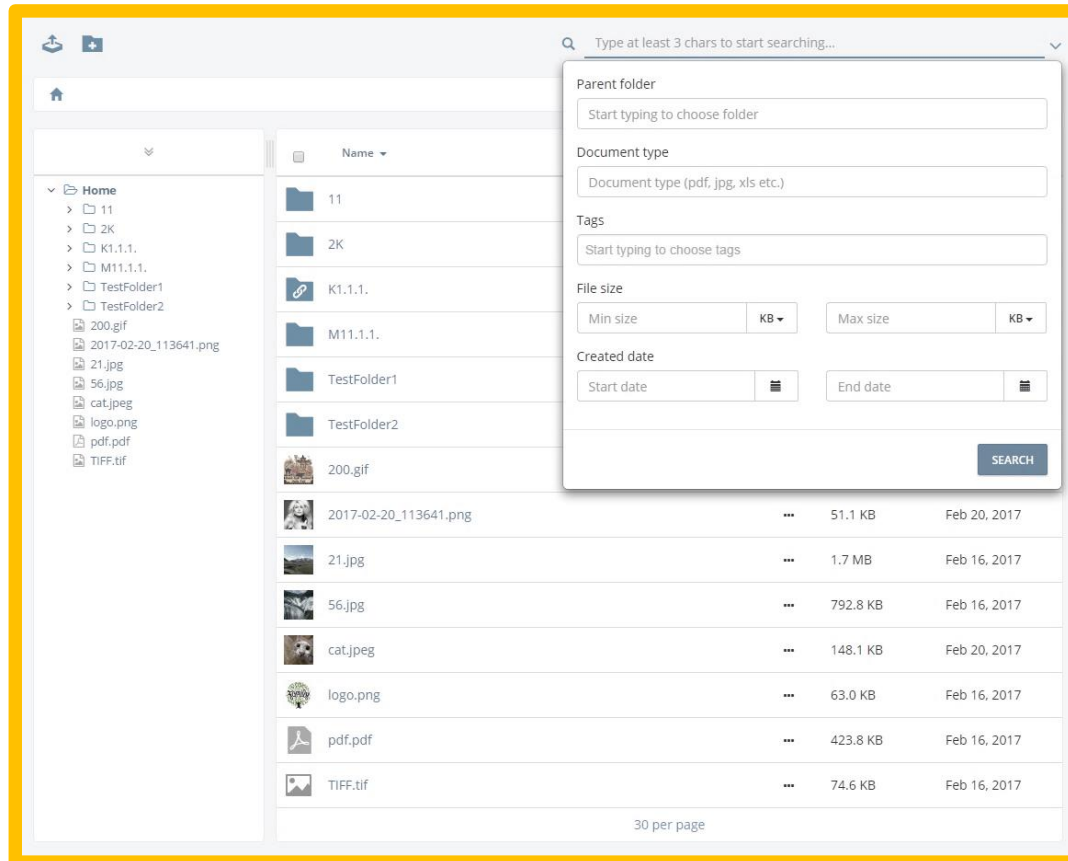 Type at least 3 chars to start searching...
Parent folder
Start typing to choose folder
Document type
Document type (pdf, jpg, xls etc.)
Tags
Start typing to choose tags
File size
Min size KB Max size KB
Created date
Start date End date
SEARCH
Home
11
2K
K1.1.1.
M11.1.1.
TestFolder1
TestFolder2
200.gif
2017-02-20_113641.png
21.jpg
56.jpg
cat.jpeg
logo.png
pdf.pdf
TIFF.tif
Name
11
2K
K1.1.1.
M11.1.1.
TestFolder1
TestFolder2
200.gif
2017-02-20_113641.png 51.1 KB Feb 20, 2017
21.jpg 1.7 MB Feb 16, 2017
56.jpg 792.8 KB Feb 16, 2017
cat.jpeg 148.1 KB Feb 20, 2017
logo.png 63.0 KB Feb 16, 2017
pdf.pdf 423.8 KB Feb 16, 2017
TIFF.tif 74.6 KB Feb 16, 2017
30 per page